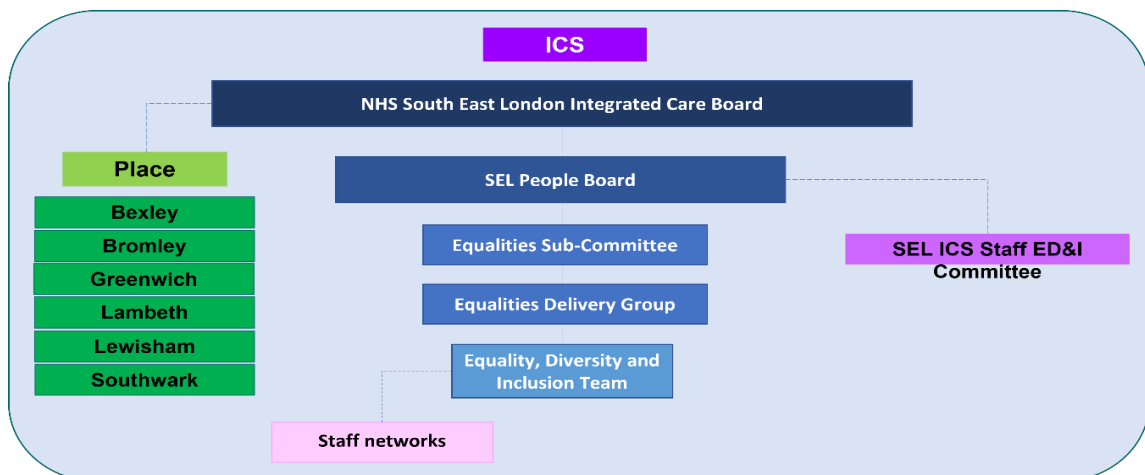 ICS
NHS South East London Integrated Care Board
Place
SEL People Board
Bexley
Bromley
Greenwich
Lambeth
Lewisham
Southwark
Equalities Sub-Committee
Equalities Delivery Group
Equality, Diversity and
Inclusion Team
Staff networks
SEL ICS Staff ED&I
Committee